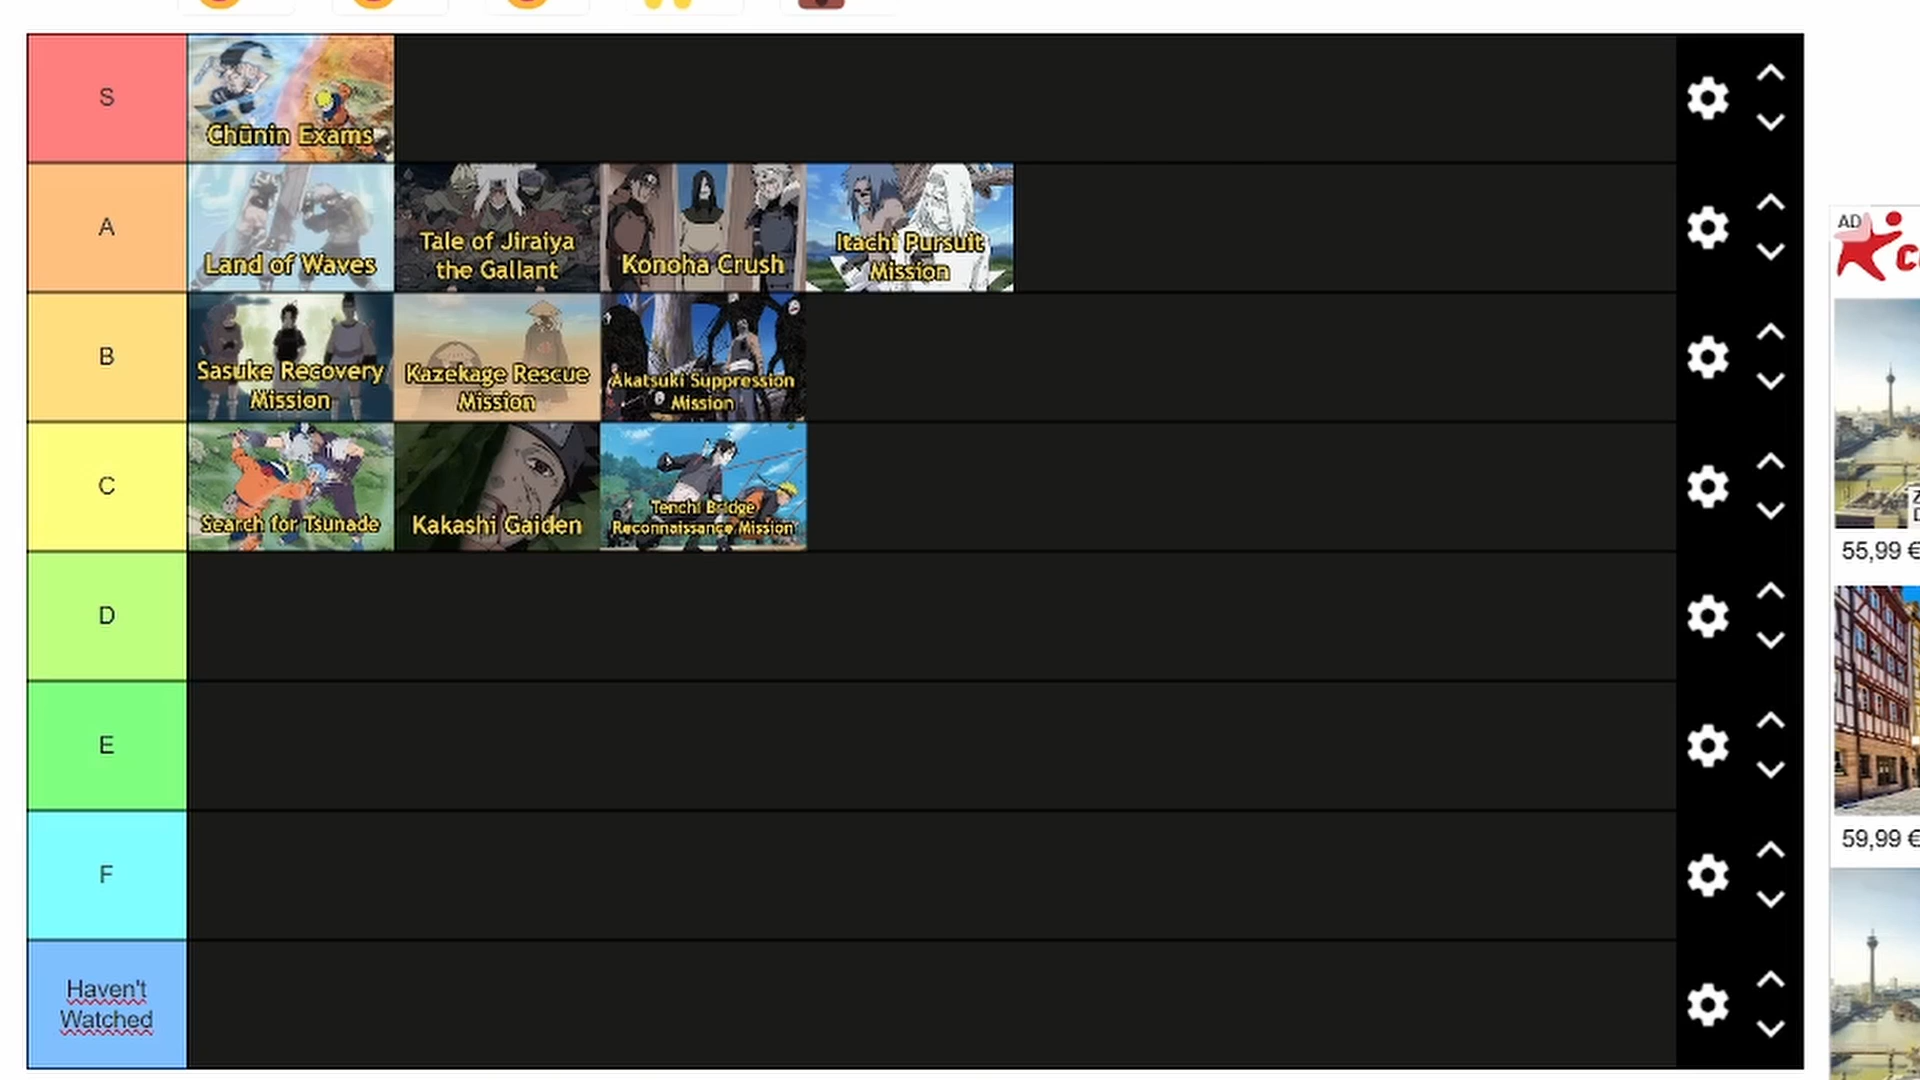 S
Chūnin Exams
A
Land of Waves
Tale of Jiraiya
the Gallant
Konoha Crush
Itachi Pursuit
Mission
B
Sasuke Recovery
Mission
Kazekage Rescue
Mission
Akatsuki Suppression
Mission
C
Search for Tsunade
Kakashi Gaiden
Tenchi Bridge
Reconnaissance Mission
D
E
F
Haven't
Watched
AD
55,99 €
59,99 €